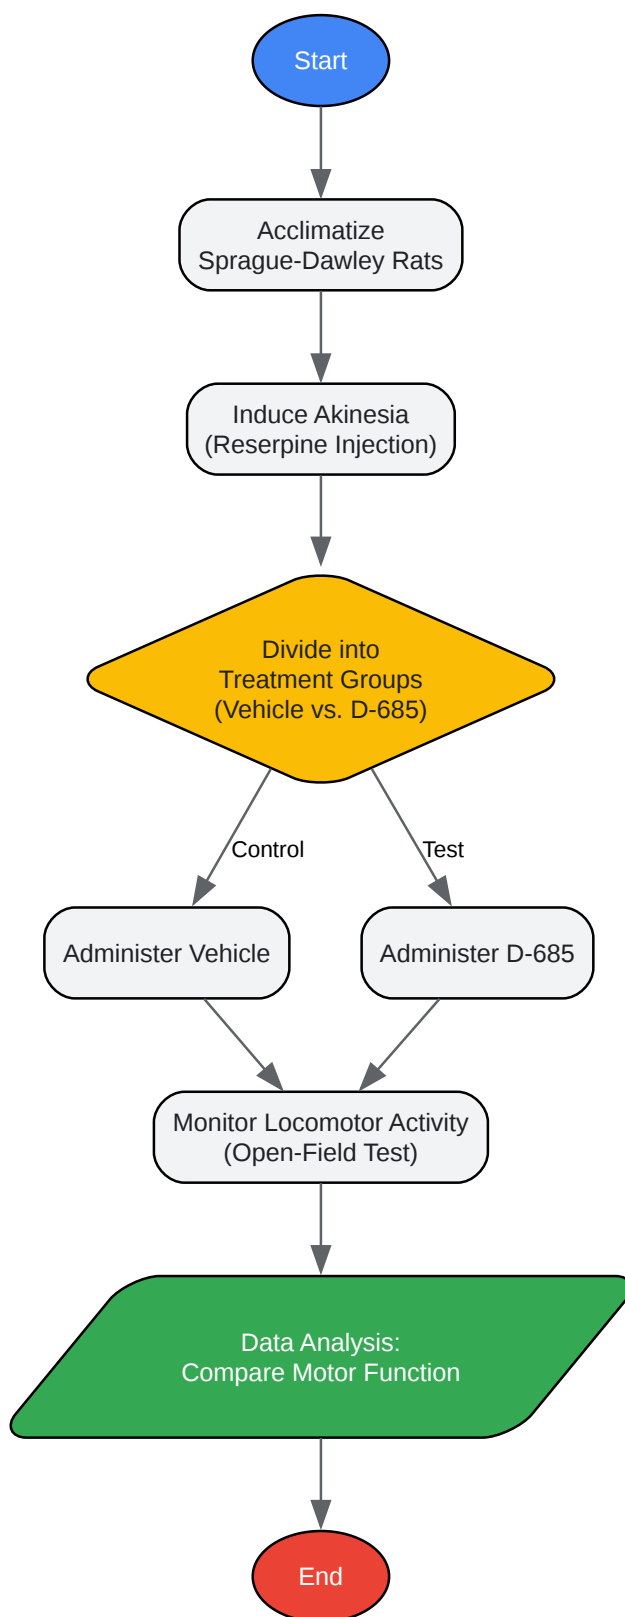 Start
Acclimatize
Sprague-Dawley Rats
Induce Akinesia
(Reserpine Injection)
Divide into
Treatment Groups
(Vehicle vs. D-685)
Control
Test
Administer Vehicle
Administer D-685
Monitor Locomotor Activity
(Open-Field Test)
Data Analysis:
Compare Motor Function
End